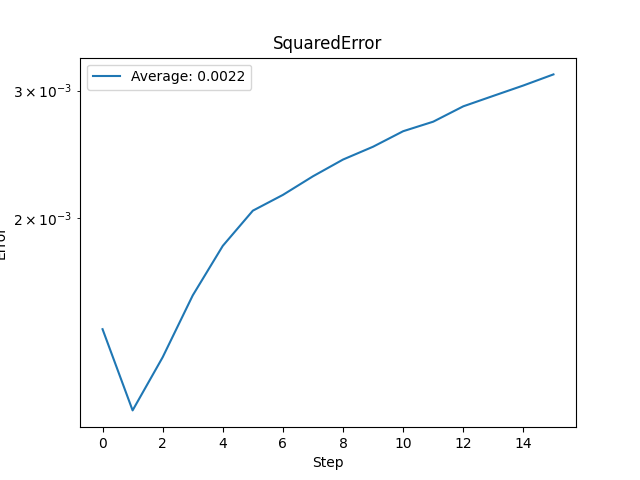 SquaredError
Average: 0.0022
3 × 10⁻³
2 × 10⁻³
Error
0 2 4 6 8 10 12 14
Step